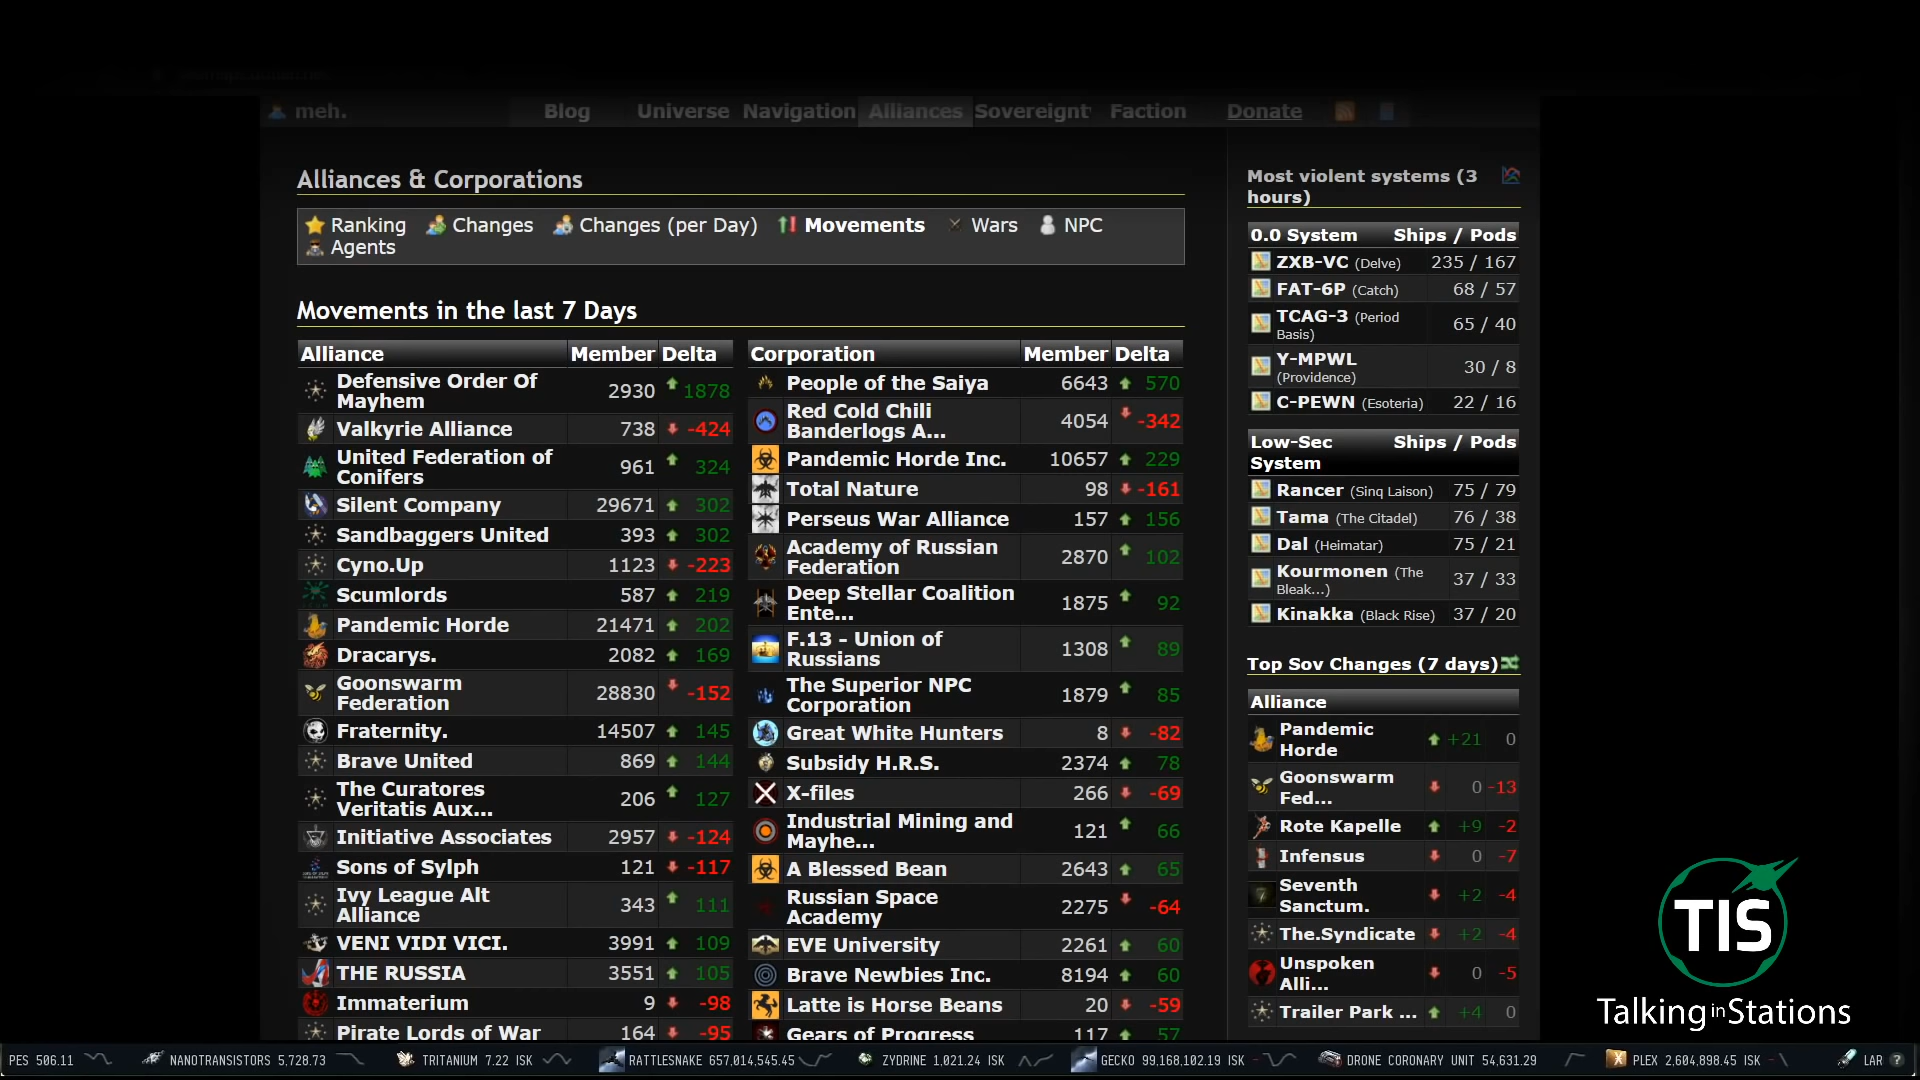 meh.
Blog Universe Navigation Alliances Sovereignt Faction Donate
Alliances & Corporations
Ranking Changes Changes (per Day) Movements Wars NPC
Agents
Movements in the last 7 Days
Alliance Member Delta
Defensive Order Of
Mayhem 2930 1878
Valkyrie Alliance 738 -424
United Federation of
Conifers 961 324
Silent Company 29671 302
Sandbaggers United 393 302
Cyno.Up 1123 -223
Scumlords 587 219
Pandemic Horde 21471 202
Dracarys. 2082 169
Goonswarm
Federation 28830 -152
Fraternity. 14507 145
Brave United 869 144
The Curatores
Veritatis Aux... 206 127
Initiative Associates 2957 -124
Sons of Sylph 121 -117
Ivy League Alt
Alliance 343 111
VENI VIDI VICI. 3991 109
THE RUSSIA 3551 105
Immaterium 9 -98
Pirate Lords of War 164 -95
Corporation Member Delta
People of the Saiya 6643 570
Red Cold Chili
Banderlogs A... 4054 -342
Pandemic Horde Inc. 10657 229
Total Nature 98 -161
Perseus War Alliance 157 156
Academy of Russian
Federation 2870 102
Deep Stellar Coalition
Ente... 1875 92
F.13 - Union of
Russians 1308 89
The Superior NPC
Corporation 1879 85
Great White Hunters 8 -82
Subsidy H.R.S. 2374 78
X-files 266 -69
Industrial Mining and
Mayhe... 121 66
A Blessed Bean 2643 65
Russian Space
Academy 2275 -64
EVE University 2261 60
Brave Newbies Inc. 8194 60
Latte is Horse Beans 20 -59
Gears of Progress 117 57
Most violent systems (3
hours)
0.0 System Ships / Pods
ZXB-VC (Delve) 235 / 167
FAT-6P (Catch) 68 / 57
TCAG-3 (Period
Basis) 65 / 40
Y-MPWL
(Providence) 30 / 8
C-PEWN (Esoteria) 22 / 16
Low-Sec
System Ships / Pods
Rancer (Sinq Laison) 75 / 79
Tama (The Citadel) 76 / 38
Dal (Heimatar) 75 / 21
Kourmonen (The
Bleak...) 37 / 33
Kinakka (Black Rise) 37 / 20
Top Sov Changes (7 days)
Alliance
Pandemic
Horde +21 0
Goonswarm
Fed... 0 -13
Rote Kapelle +9 -2
Infensus 0 -7
Seventh
Sanctum. +2 -4
The.Syndicate +2 -4
Unspoken
Alli... 0 -5
Trailer Park ... +4 0
TIS
Talking in Stations
PES 506.11 NANOTRANSISTORS 5,728.73 TRITANIUM 7.22 ISK RATTLESNAKE 657,014,545.45 ZYDRINE 1,021.24 ISK GECKO 99,168,102.19 ISK DRONE CORONARY UNIT 54,631.29 PLEX 2,604,898.45 ISK LAR